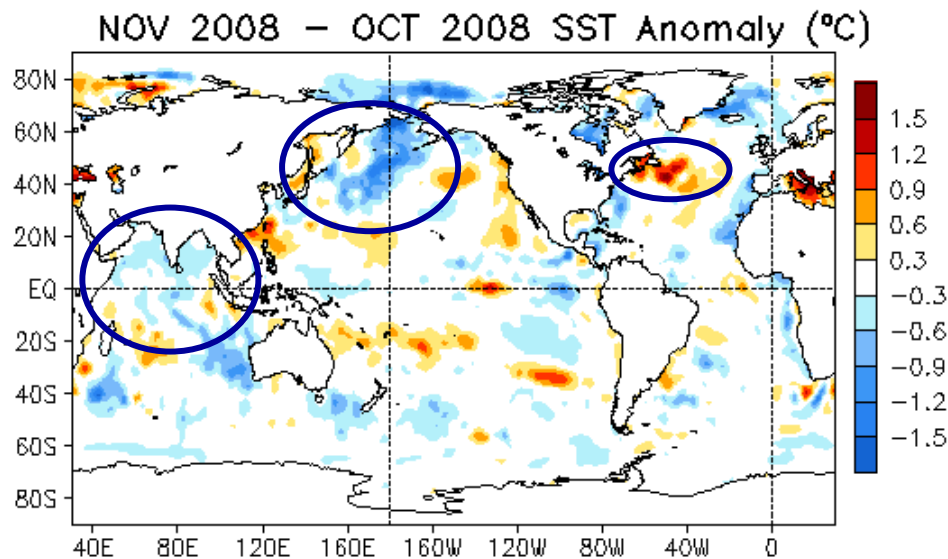 NOV 2008 – OCT 2008 SST Anomaly (°C)
80N
60N
40N
20N
EQ
20S
40S
60S
80S
40E 80E 120E 160E 160W 120W 80W 40W 0
1.5
1.2
0.9
0.6
0.3
-0.3
-0.6
-0.9
-1.2
-1.5